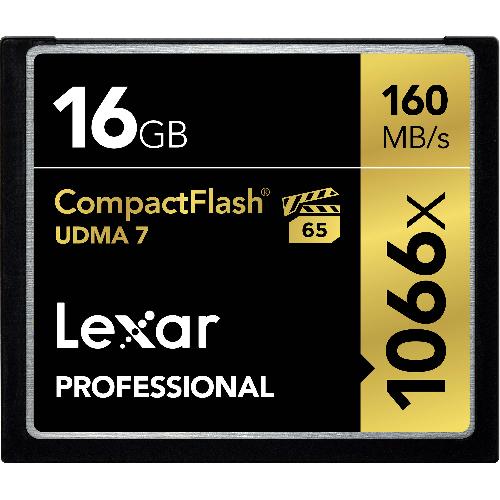 16GB
160
MB/s
CompactFlash®
UDMA 7
65
1066x
Lexar
PROFESSIONAL